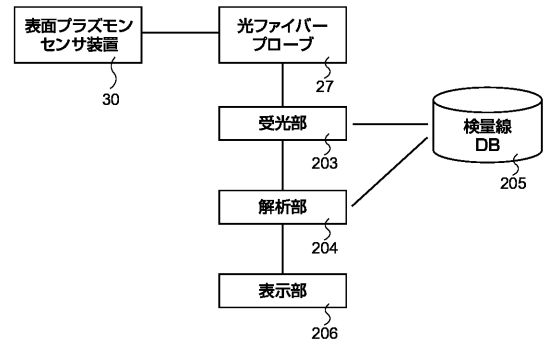 表面プラズモン
センサ装置
30
光ファイバー
プローブ
27
受光部
203
検量線
DB
205
解析部
204
表示部
206